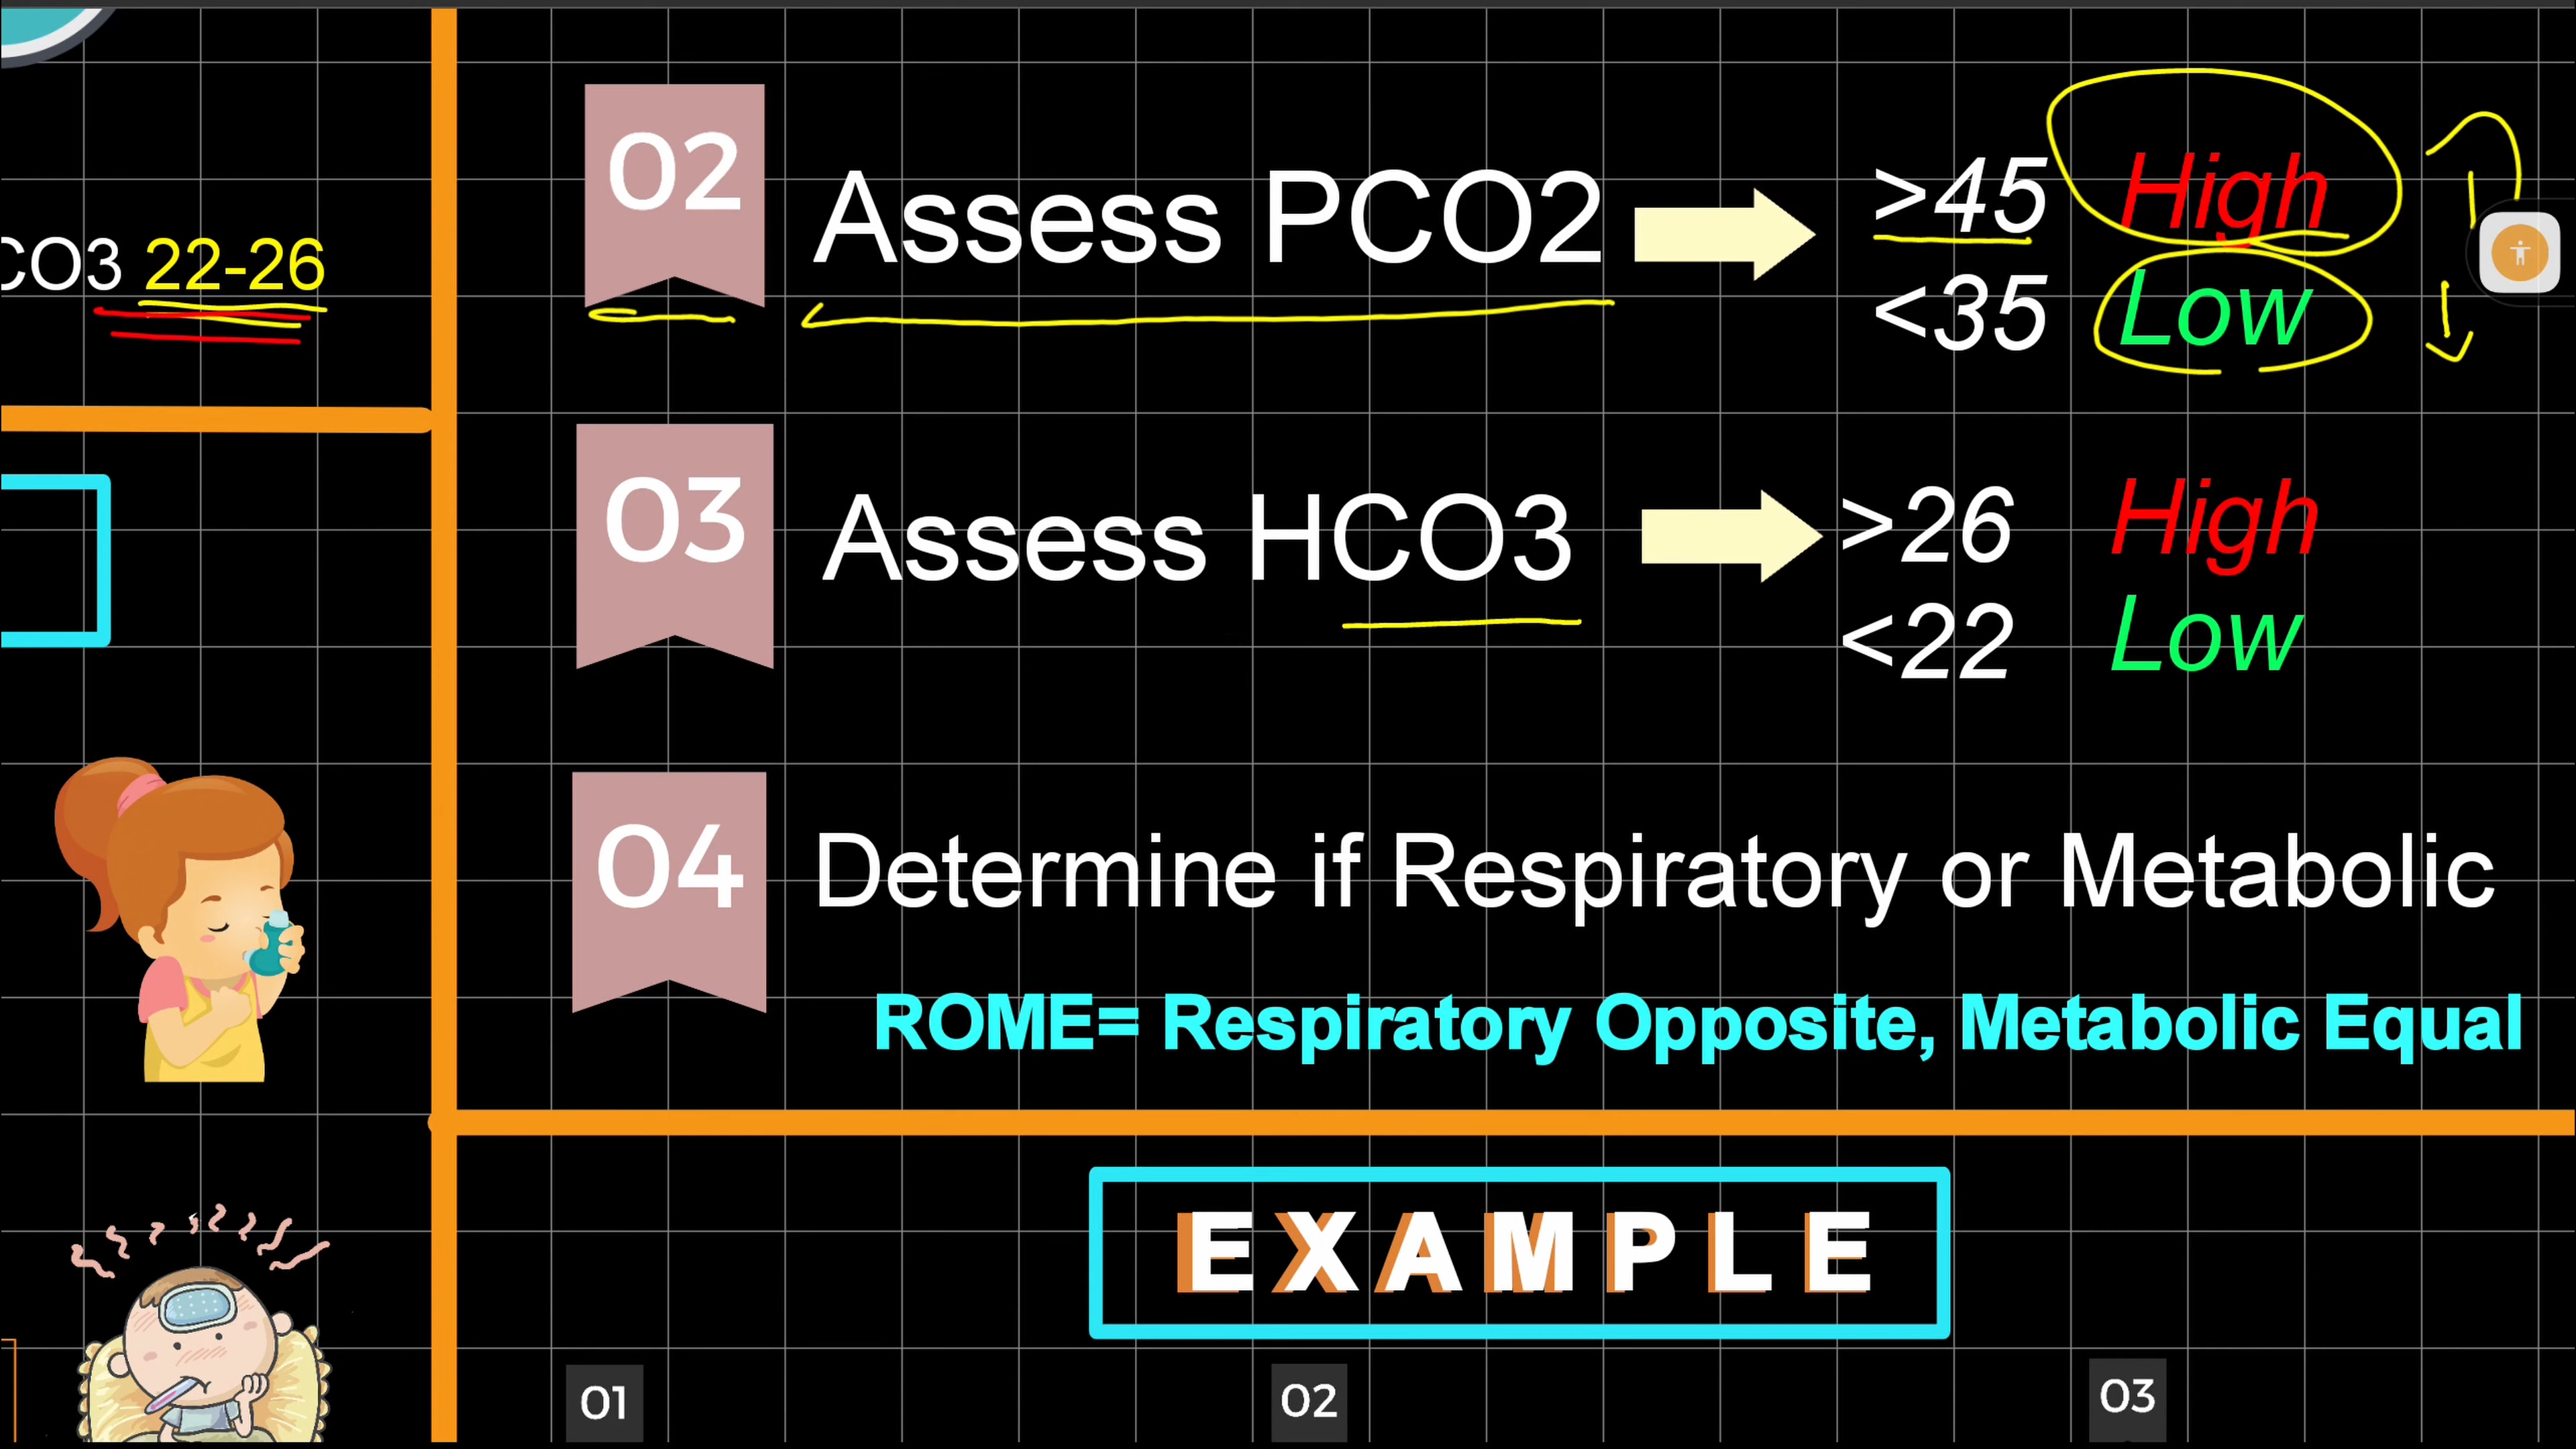 CO3 22-26
02
Assess PCO2
>45 High
<35 Low
03
Assess HCO3
>26 High
<22 Low
04
Determine if Respiratory or Metabolic
ROME= Respiratory Opposite, Metabolic Equal
EXAMPLE
01
02
03